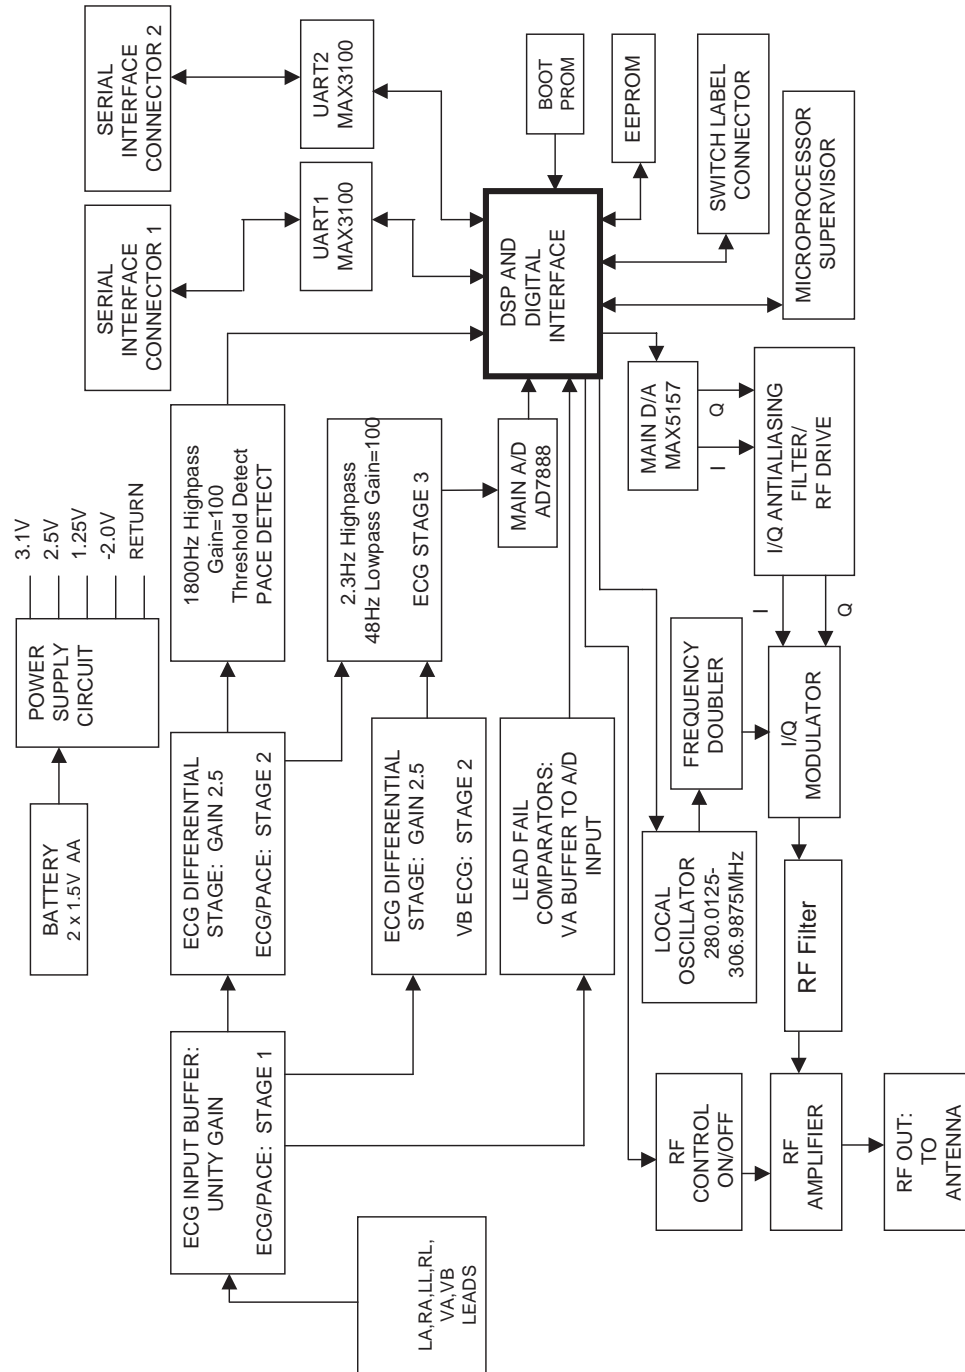 BATTERY
2 x 1.5V AA
POWER
SUPPLY
CIRCUIT
3.1V
2.5V
1.25V
-2.0V
RETURN
SERIAL
INTERFACE
CONNECTOR 1
SERIAL
INTERFACE
CONNECTOR 2
LA,RA,LL,RL,
VA,VB
LEADS
ECG INPUT BUFFER:
UNITY GAIN
ECG/PACE: STAGE 1
ECG DIFFERENTIAL
STAGE: GAIN 2.5
ECG/PACE: STAGE 2
1800Hz Highpass
Gain=100
Threshold Detect
PACE DETECT
UART1
MAX3100
UART2
MAX3100
ECG DIFFERENTIAL
STAGE: GAIN 2.5
VB ECG: STAGE 2
2.3Hz Highpass
48Hz Lowpass Gain=100
ECG STAGE 3
LEAD FAIL
COMPARATORS:
VA BUFFER TO A/D
INPUT
MAIN A/D
AD7888
DSP AND
DIGITAL
INTERFACE
BOOT
PROM
EEPROM
SWITCH LABEL
CONNECTOR
MICROPROCESSOR
SUPERVISOR
LOCAL
OSCILLATOR
280.0125-
306.9875MHz
FREQUENCY
DOUBLER
MAIN D/A
MAX5157
I
Q
I/Q ANTIALIASING
FILTER/
RF DRIVE
I
Q
I/Q
MODULATOR
RF Filter
RF
CONTROL
ON/OFF
RF
AMPLIFIER
RF OUT:
TO
ANTENNA